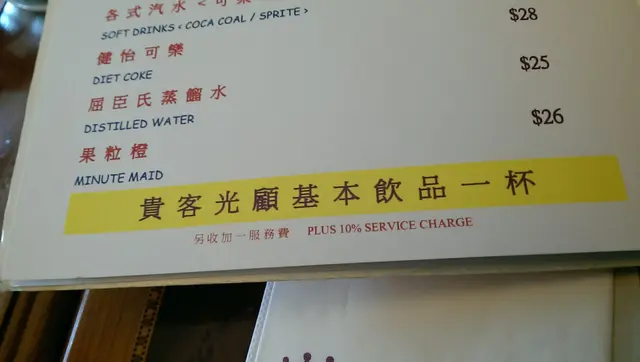 各式汽水<可樂
SOFT DRINKS < COCA COAL / SPRITE >
$28
健怡可樂
DIET COKE
$25
屈臣氏蒸餾水
DISTILLED WATER
$26
果粒橙
MINUTE MAID
貴客光顧基本飲品一杯
另收加一服務費 PLUS 10% SERVICE CHARGE